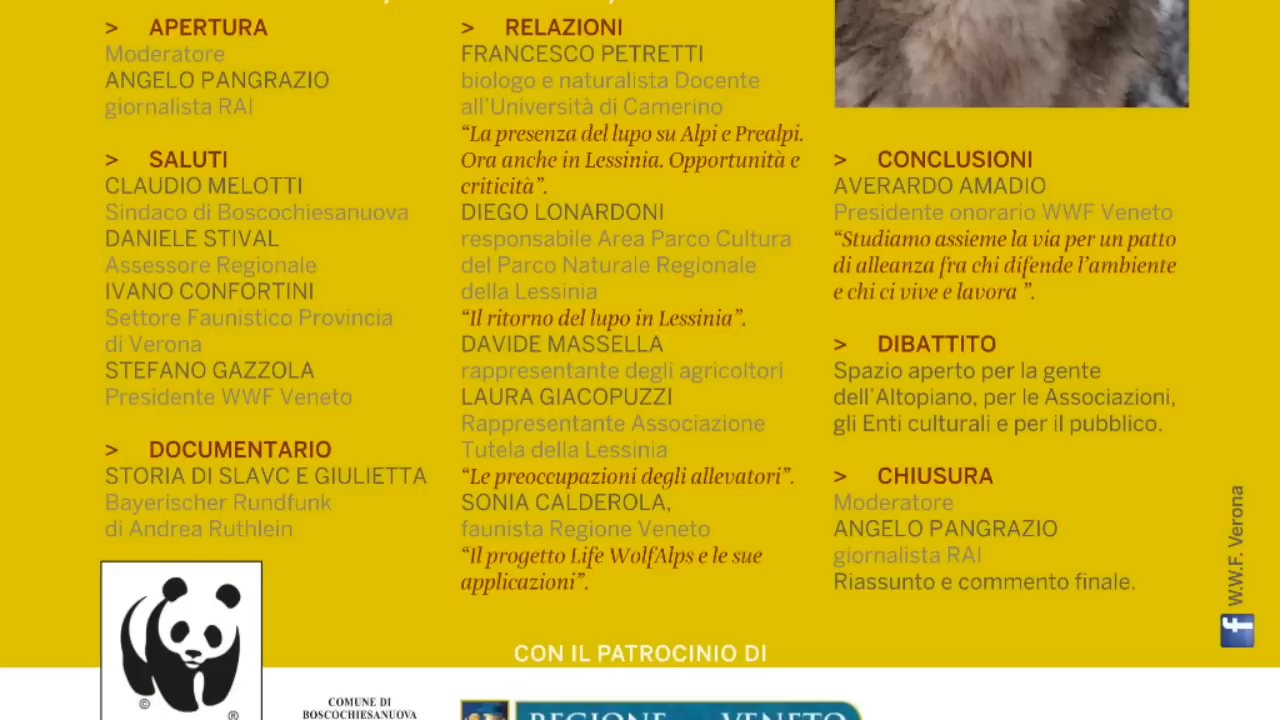 > APERTURA
Moderatore
ANGELO PANGRAZIO
giornalista RAI
> SALUTI
CLAUDIO MELOTTI
Sindaco di Boscochiesanuova
DANIELE STIVAL
Assessore Regionale
IVANO CONFORTINI
Settore Faunistico Provincia
di Verona
STEFANO GAZZOLA
Presidente WWF Veneto
> DOCUMENTARIO
STORIA DI SLAVC E GIULIETTA
Bayerischer Rundfunk
di Andrea Ruthlein
> RELAZIONI
FRANCESCO PETRETTI
biologo e naturalista Docente
all'Università di Camerino
“La presenza del lupo su Alpi e Prealpi.
Ora anche in Lessinia. Opportunità e
criticità”.
DIEGO LONARDONI
responsabile Area Parco Cultura
del Parco Naturale Regionale
della Lessinia
“Il ritorno del lupo in Lessinia”.
DAVIDE MASSELLA
rappresentante degli agricoltori
LAURA GIACOPUZZI
Rappresentante Associazione
Tutela della Lessinia
“Le preoccupazioni degli allevatori”.
SONIA CALDEROLA,
faunista Regione Veneto
“Il progetto Life WolfAlps e le sue
applicazioni”.
> CONCLUSIONI
AVERARDO AMADIO
Presidente onorario WWF Veneto
“Studiamo assieme la via per un patto
di alleanza fra chi difende l'ambiente
e chi ci vive e lavora ”.
> DIBATTITO
Spazio aperto per la gente
dell'Altopiano, per le Associazioni,
gli Enti culturali e per il pubblico.
> CHIUSURA
Moderatore
ANGELO PANGRAZIO
giornalista RAI
Riassunto e commento finale.
f W.W.F. Verona
CON IL PATROCINIO DI
© ®
COMUNE DI
BOSCOCHIESANUOVA
REGIONE VENETO